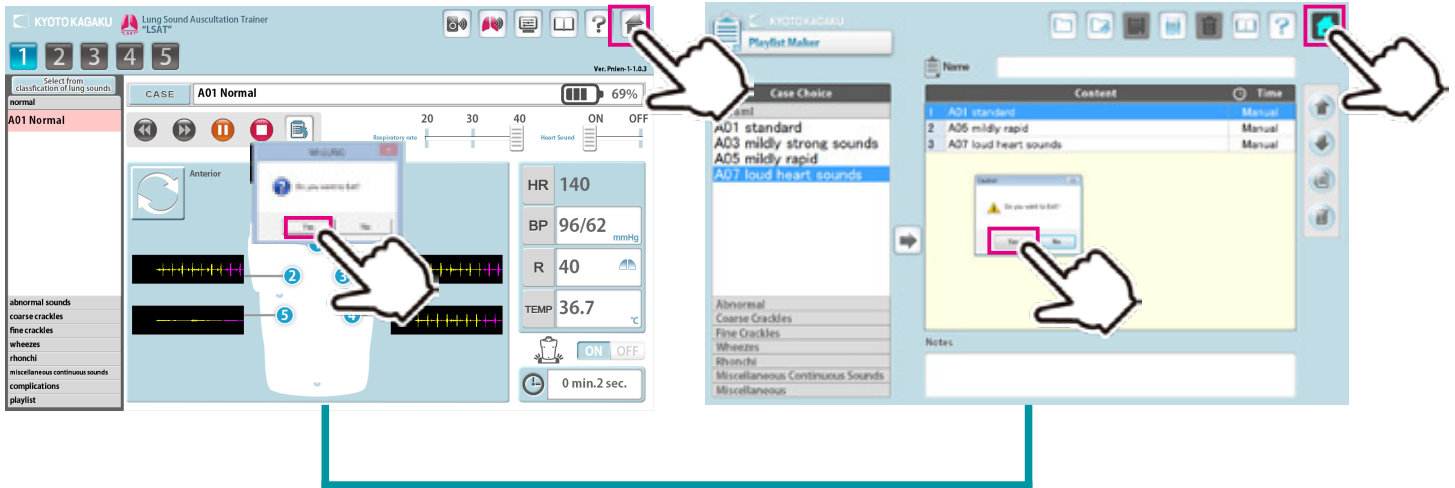 KYOTO KAGAKU
Lung Sound Auscultation Trainer
"LSAT"
1 2 3 4 5
Ver. Pnlen-1-1.0.3
Select from
classfication of lung sounds
normal
A01 Normal
CASE A01 Normal 69%
20 30 40 ON OFF
Respiratory rate Heart Sound
Anterior
Do you want to Exit?
Yes No
2
3
5
4
HR 140
BP 96/62 mmHg
R 40
TEMP 36.7 °C
ON OFF
0 min.2 sec.
abnormal sounds
coarse crackles
fine crackles
wheezes
rhonchi
miscellaneous continuous sounds
complications
playlist
KYOTO KAGAKU
Playlist Maker
Name
Case Choice
A01 standard
A03 mildly strong sounds
A05 mildly rapid
A07 loud heart sounds
Abnormal
Coarse Crackles
Fine Crackles
Wheezes
Rhonchi
Miscellaneous Continuous Sounds
Miscellaneous
Content Time
1 A01 standard Manual
2 A05 mildly rapid Manual
3 A07 loud heart sounds Manual
Do you want to Exit?
Yes No
Notes